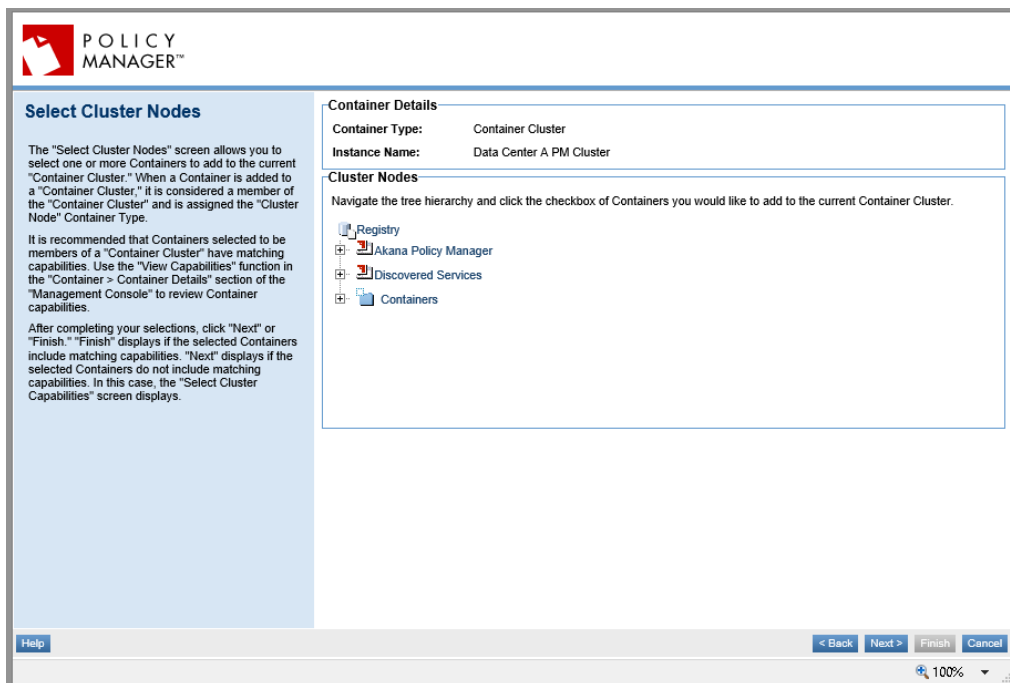 POLICY
MANAGER™
Select Cluster Nodes
The "Select Cluster Nodes" screen allows you to
select one or more Containers to add to the current
"Container Cluster." When a Container is added to
a "Container Cluster," it is considered a member of
the "Container Cluster" and is assigned the "Cluster
Node" Container Type.
It is recommended that Containers selected to be
members of a "Container Cluster" have matching
capabilities. Use the "View Capabilities" function in
the "Container > Container Details" section of the
"Management Console" to review Container
capabilities.
After completing your selections, click "Next" or
"Finish." "Finish" displays if the selected Containers
include matching capabilities. "Next" displays if the
selected Containers do not include matching
capabilities. In this case, the "Select Cluster
Capabilities" screen displays.
Container Details
Container Type: Container Cluster
Instance Name: Data Center A PM Cluster
Cluster Nodes
Navigate the tree hierarchy and click the checkbox of Containers you would like to add to the current Container Cluster.
Registry
Akana Policy Manager
Discovered Services
Containers
Help
< Back Next > Finish Cancel
100%